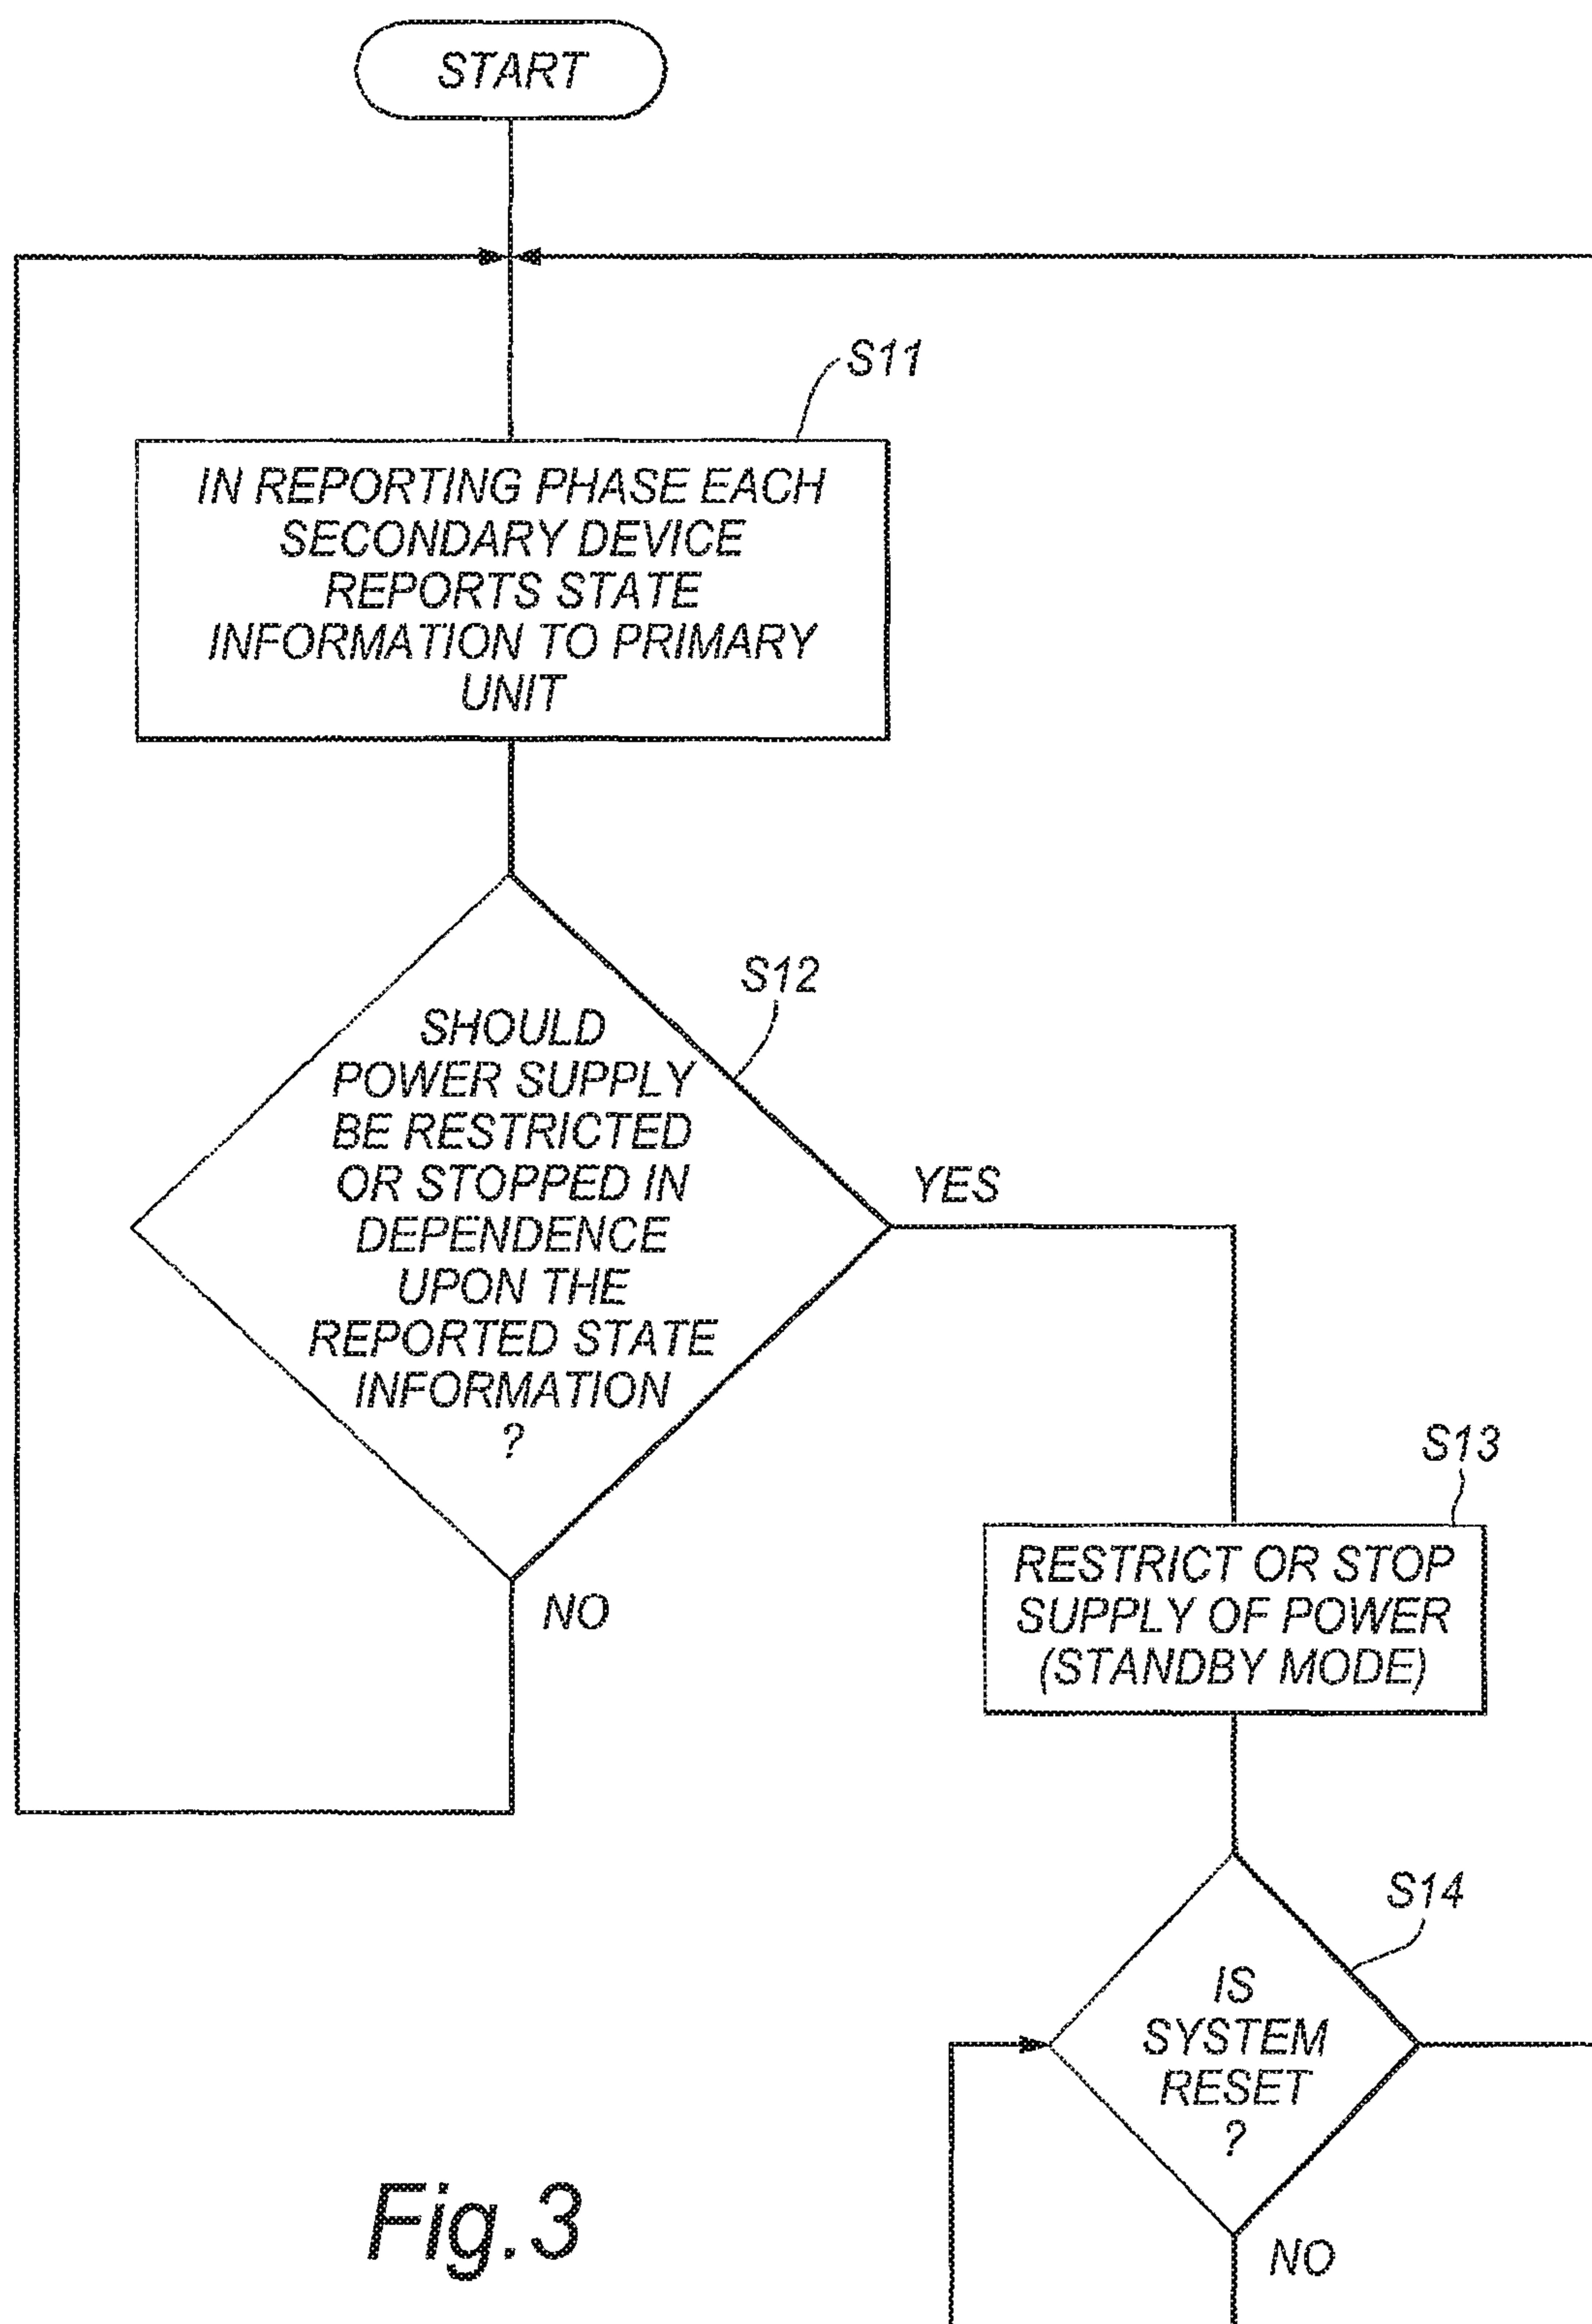 START
S11
IN REPORTING PHASE EACH
SECONDARY DEVICE
REPORTS STATE
INFORMATION TO PRIMARY
UNIT
S12
SHOULD
POWER SUPPLY
BE RESTRICTED
OR STOPPED IN
DEPENDENCE
UPON THE
REPORTED STATE
INFORMATION
?
YES
NO
S13
RESTRICT OR STOP
SUPPLY OF POWER
(STANDBY MODE)
S14
IS
SYSTEM
RESET
?
NO
Fig.3